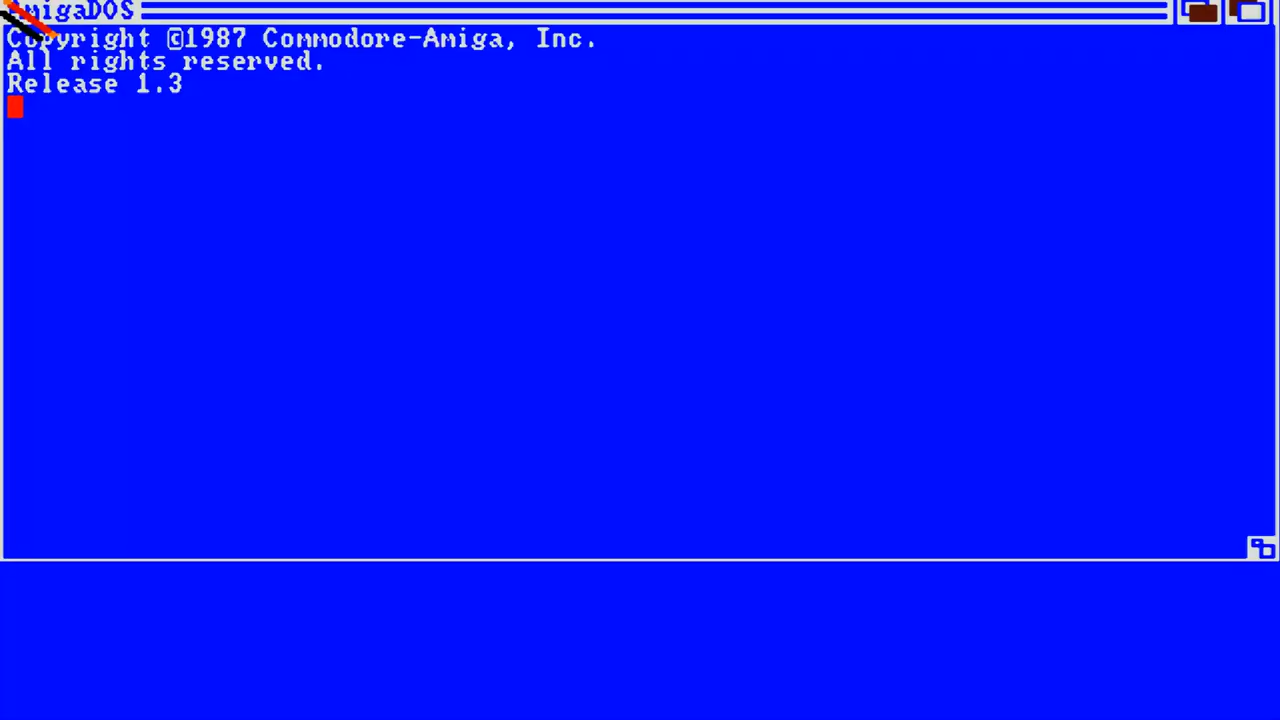 AmigaDOS
Copyright ©1987 Commodore-Amiga, Inc.
All rights reserved.
Release 1.3